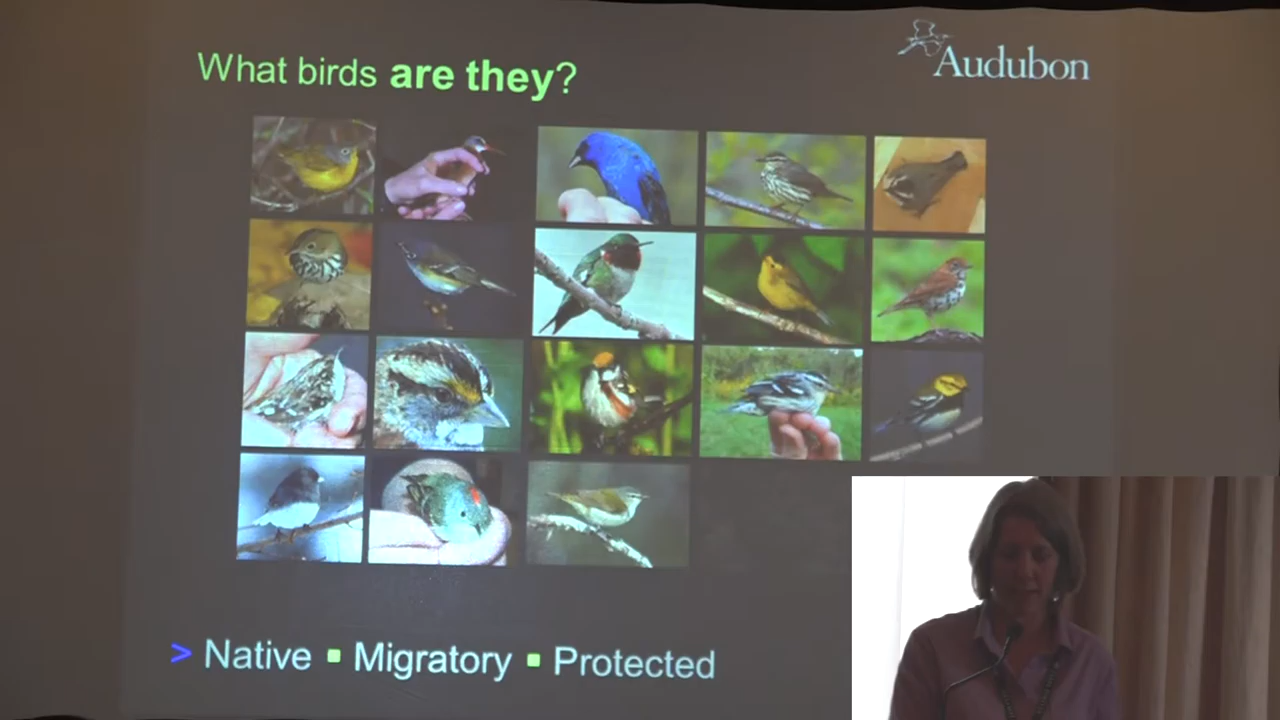 What birds are they?
Audubon
> Native ▪ Migratory ▪ Protected